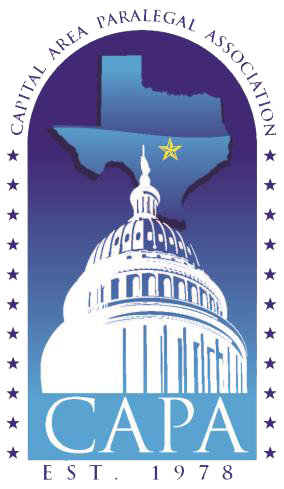 CAPITAL AREA PARALEGAL ASSOCIATION
CAPA
EST. 1978